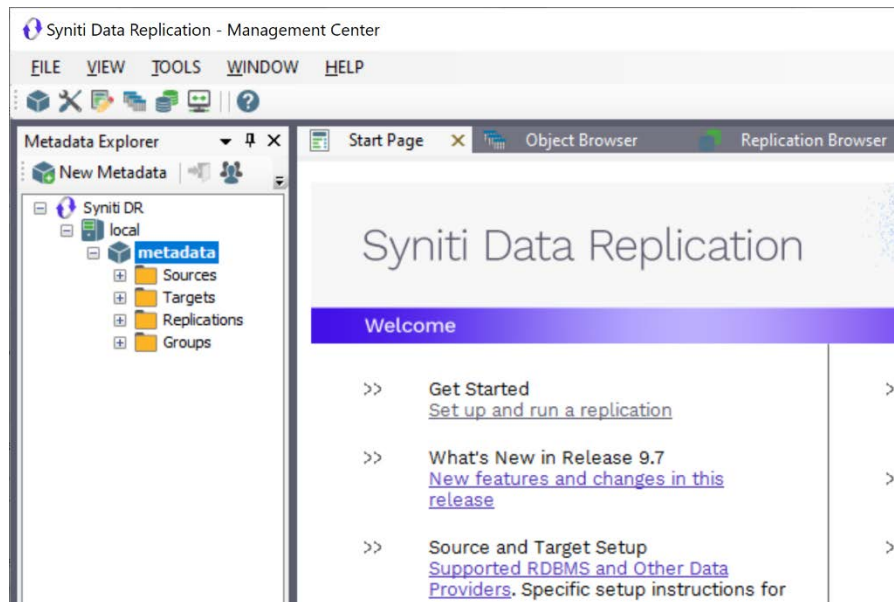 Syniti Data Replication - Management Center
FILE VIEW TOOLS WINDOW HELP
Metadata Explorer
Start Page
Object Browser
Replication Browser
New Metadata
Syniti DR
local
metadata
Sources
Targets
Replications
Groups
Syniti Data Replication
Welcome
>> Get Started
Set up and run a replication
>> What's New in Release 9.7
New features and changes in this
release
>> Source and Target Setup
Supported RDBMS and Other Data
Providers. Specific setup instructions for